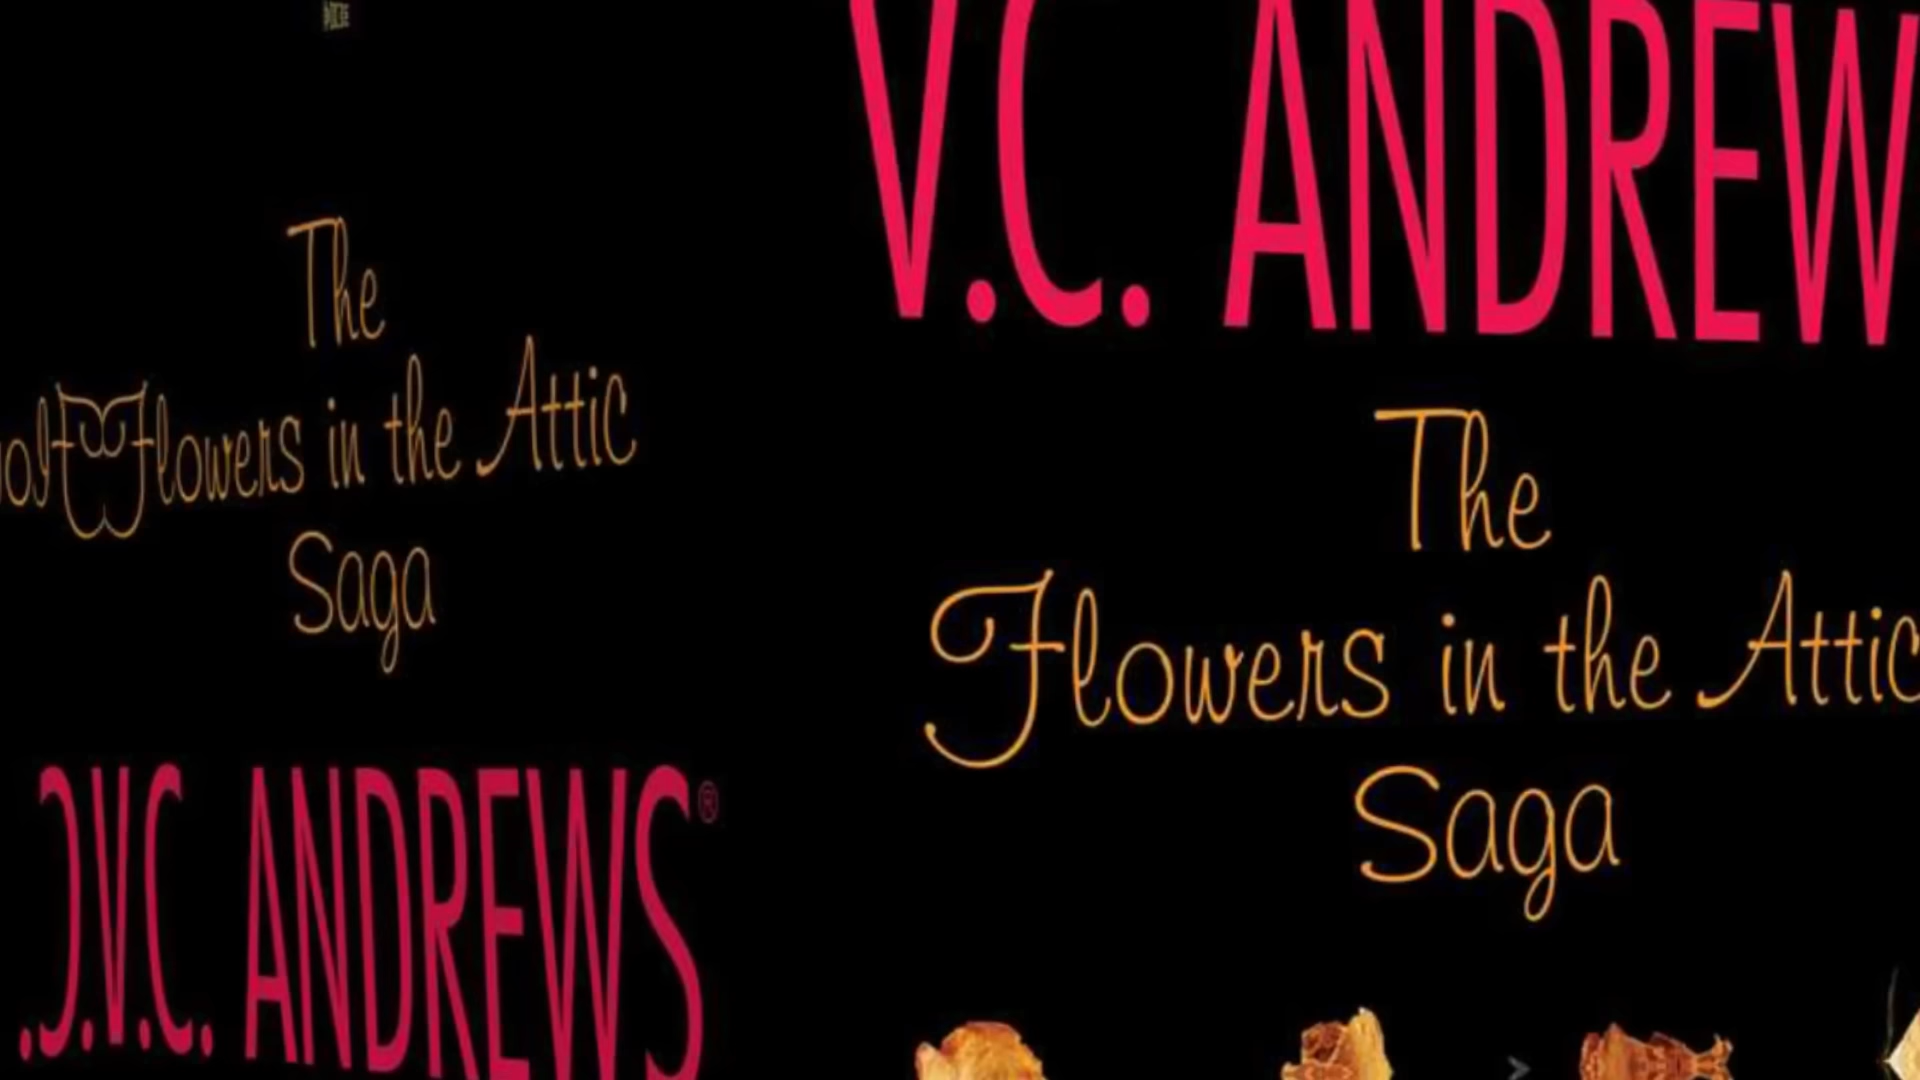 The
Flowers in the Attic
Saga
V.C. ANDREWS®
V.C. ANDREW
The
Flowers in the Attic
Saga